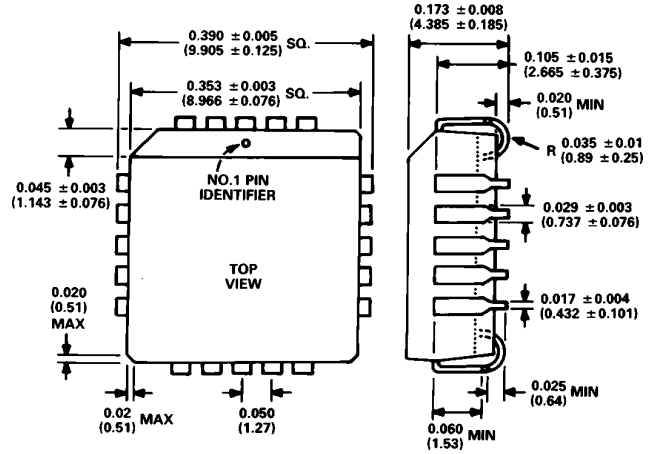 0.390 ±0.005 SQ.
(9.905 ±0.125)
0.353 ±0.003 SQ.
(8.966 ±0.076)
0.173 ±0.008
(4.385 ±0.185)
0.105 ±0.015
(2.665 ±0.375)
0.020 MIN
(0.51)
R 0.035 ±0.01
(0.89 ±0.25)
0.045 ±0.003
(1.143 ±0.076)
NO.1 PIN
IDENTIFIER
0.029 ±0.003
(0.737 ±0.076)
TOP
VIEW
0.020
(0.51)
MAX
0.017 ±0.004
(0.432 ±0.101)
0.02 MAX
(0.51)
0.050
(1.27)
0.025 MIN
(0.64)
0.060 MIN
(1.53)